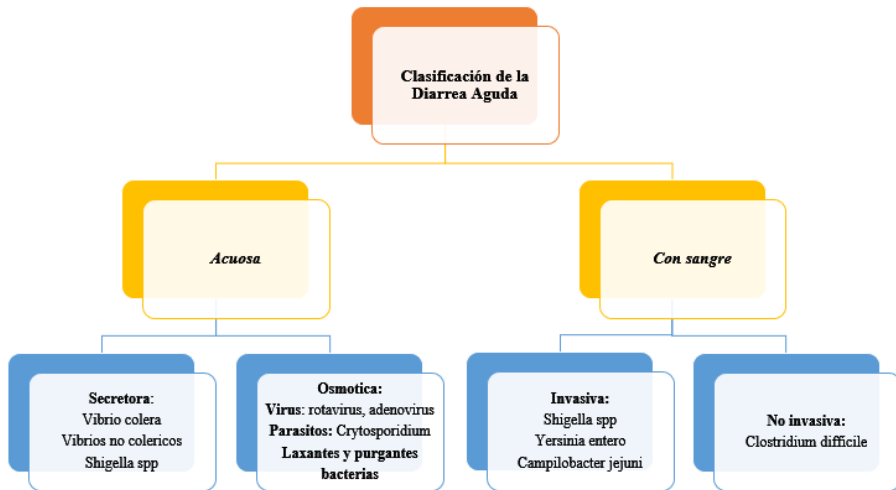 Clasificación de la
Diarrea Aguda
Acuosa
Con sangre
Secretora:
Vibrio colera
Vibrios no colericos
Shigella spp
Osmotica:
Virus: rotavirus, adenovirus
Parasitos: Crytosporidium
Laxantes y purgantes
bacterias
Invasiva:
Shigella spp
Yersinia entero
Campilobacter jejuni
No invasiva:
Clostridium difficile